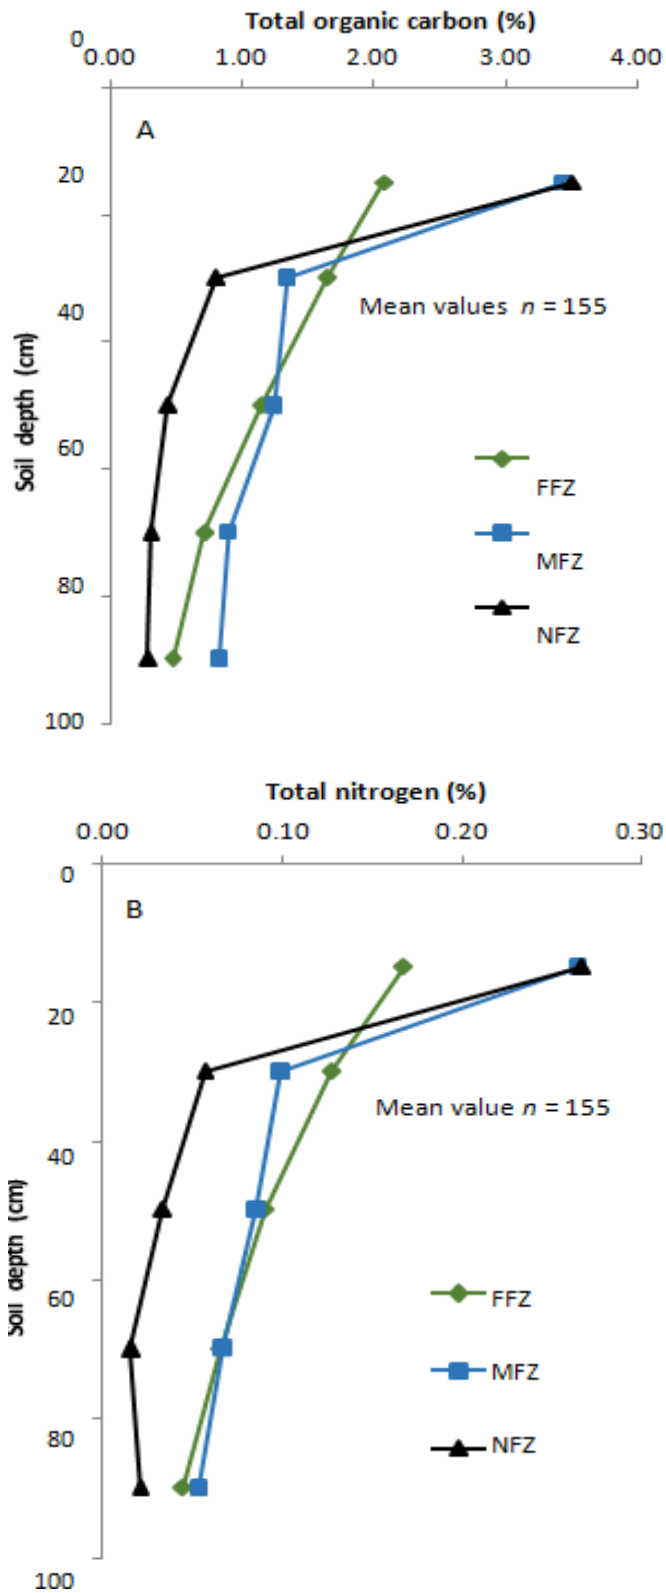 Total organic carbon (%)
0
0.00 1.00 2.00 3.00 4.00
A
20
Mean values n = 155
40
Soil depth (cm)
60
FFZ
MFZ
80
NFZ
100
Total nitrogen (%)
0.00 0.10 0.20 0.30
0
B
20
Mean value n = 155
40
Soil depth (cm)
60
FFZ
MFZ
80
NFZ
100